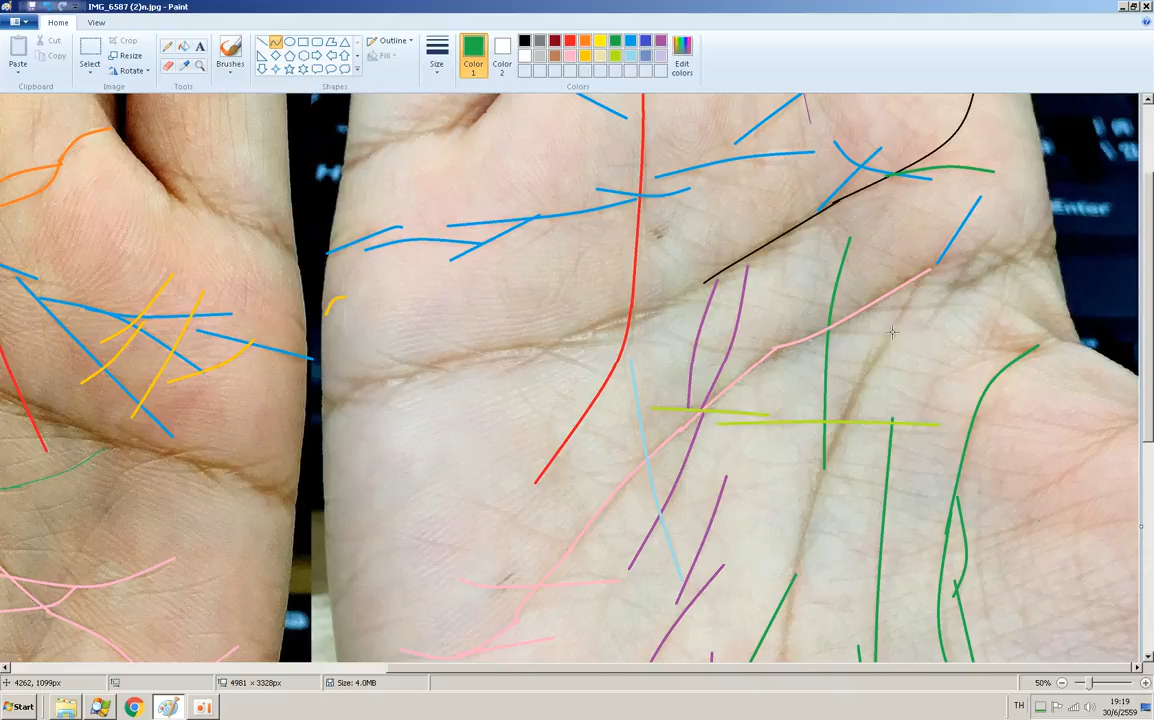 IMG_6587 (2)n.jpg - Paint
Home View
Paste
Cut
Copy
Clipboard
Select
Crop
Resize
Rotate
Image
A
Tools
Brushes
Outline
Fill
Shapes
Size
Color 1
Color 2
Edit colors
Colors
Enter
4262, 1099px
4981 × 3328px
Size: 4.0MB
50%
Start
TH
19:19
30/6/2559